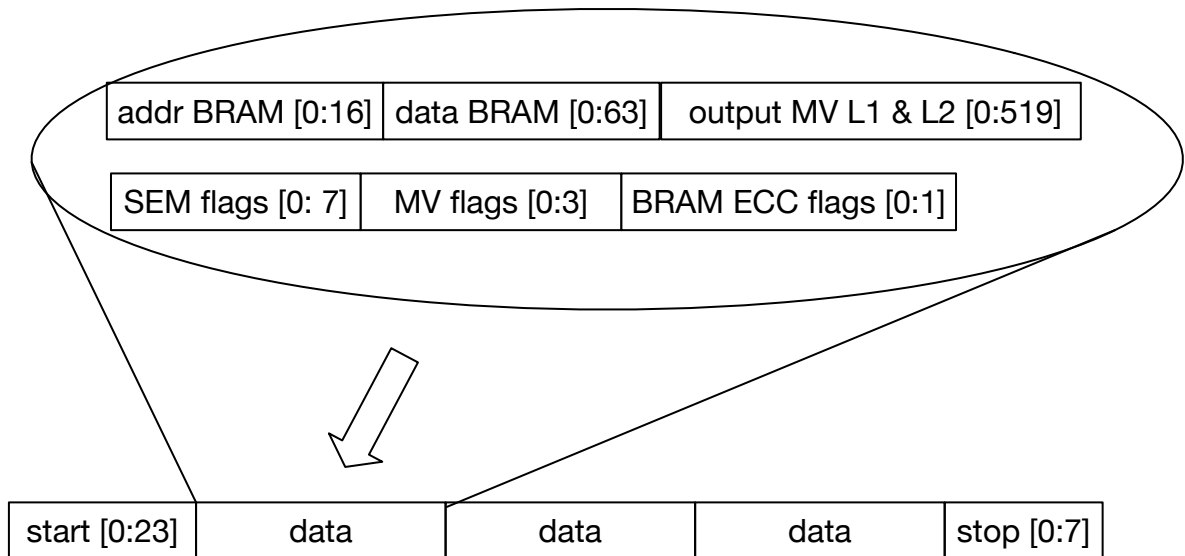 addr BRAM [0:16] data BRAM [0:63] output MV L1 & L2 [0:519]
SEM flags [0: 7] MV flags [0:3] BRAM ECC flags [0:1]
start [0:23] data data data stop [0:7]